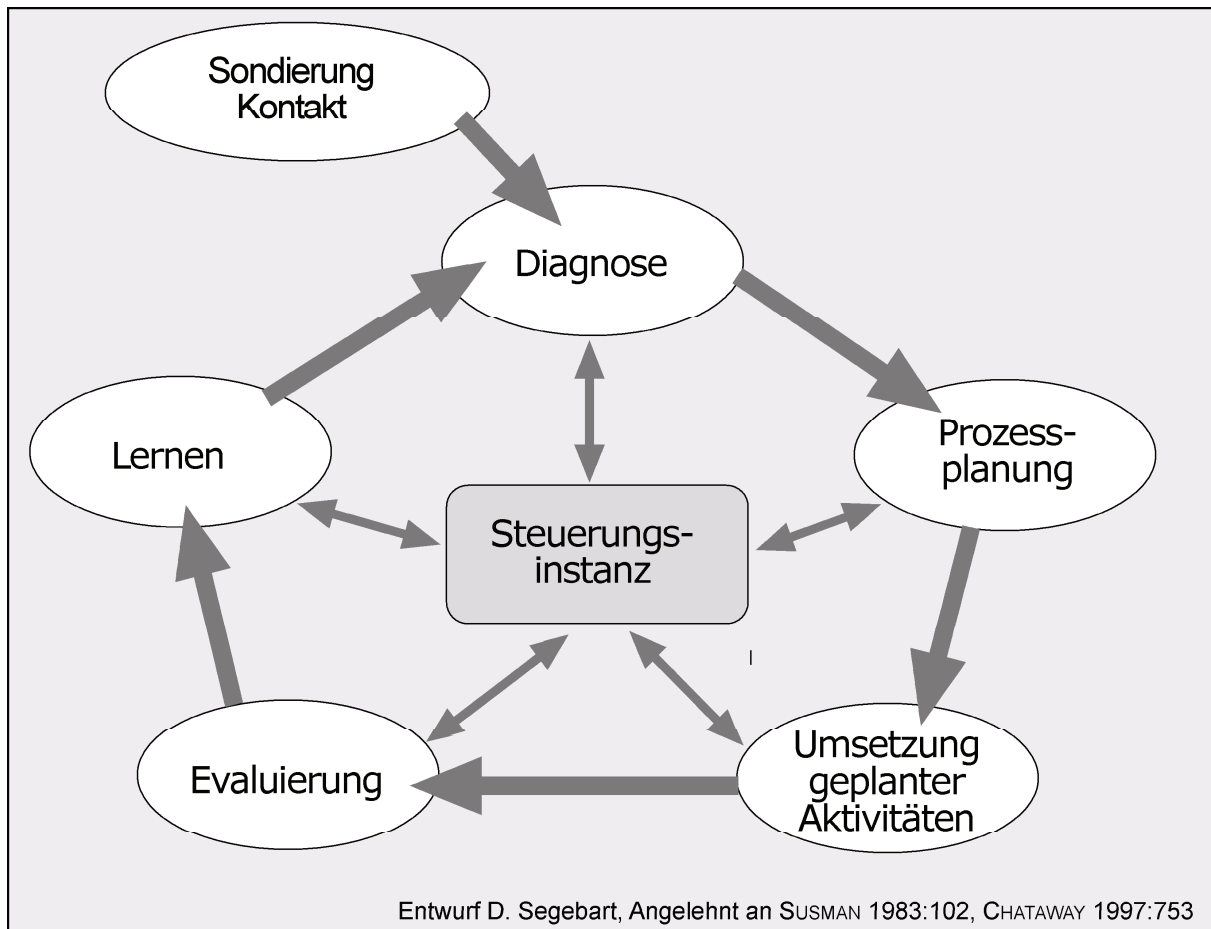 Sondierung
Kontakt
Diagnose
Prozess-
planung
Lernen
Steuerungs-
instanz
Umsetzung
geplanter
Aktivitäten
Evaluierung
Entwurf D. Segebart, Angelehnt an SUSMAN 1983:102, CHATAWAY 1997:753